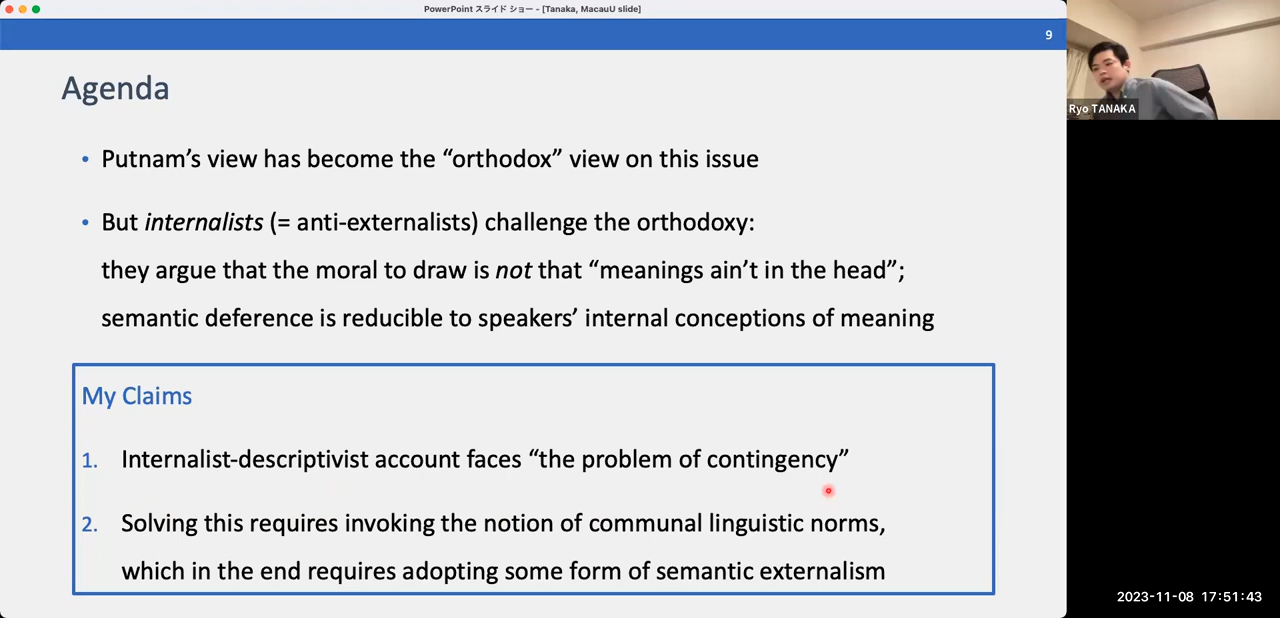 PowerPoint スライド ショー - [Tanaka, MacauU slide]
9
Agenda
• Putnam’s view has become the “orthodox” view on this issue
• But internalists (= anti-externalists) challenge the orthodoxy:
they argue that the moral to draw is not that “meanings ain’t in the head”;
semantic deference is reducible to speakers’ internal conceptions of meaning
My Claims
1. Internalist-descriptivist account faces “the problem of contingency”
2. Solving this requires invoking the notion of communal linguistic norms,
which in the end requires adopting some form of semantic externalism
Ryo TANAKA
2023-11-08 17:51:43